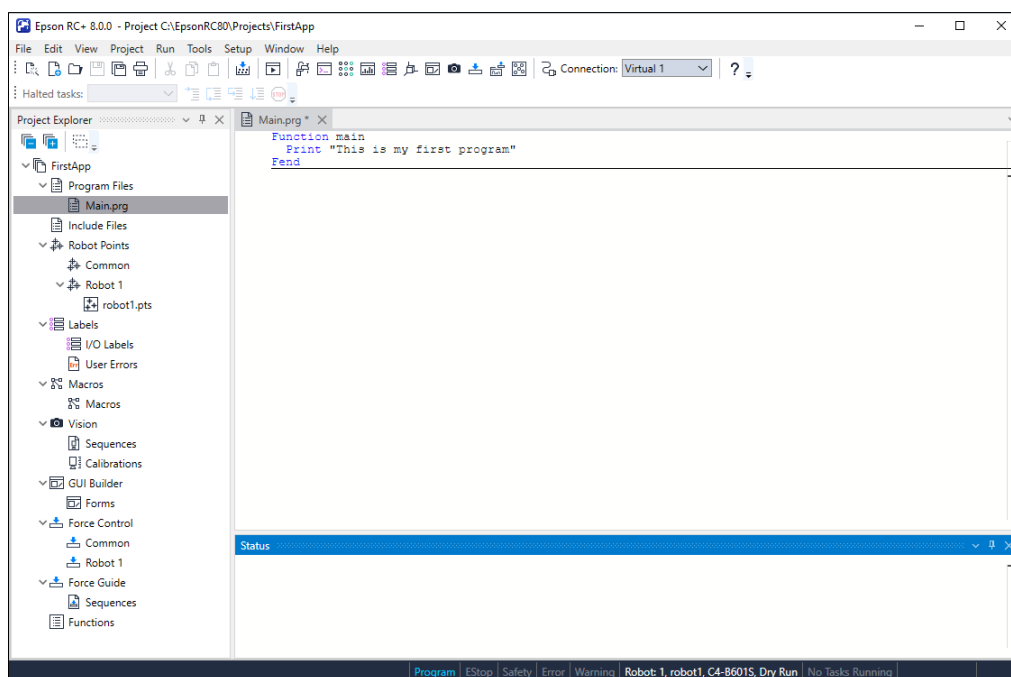 Epson RC+ 8.0.0 - Project C:\EpsonRC80\Projects\FirstApp
File Edit View Project Run Tools Setup Window Help
Connection: Virtual 1 ?
Halted tasks: STOP
Project Explorer
Main.prg *
Function main
Print "This is my first program"
Fend
FirstApp
Program Files
Main.prg
Include Files
Robot Points
Common
Robot 1
robot1.pts
Labels
I/O Labels
User Errors
Macros
Macros
Vision
Sequences
Calibrations
GUI Builder
Forms
Force Control
Common
Robot 1
Force Guide
Sequences
Functions
Status
Program EStop Safety Error Warning Robot: 1, robot1, C4-B601S, Dry Run No Tasks Running